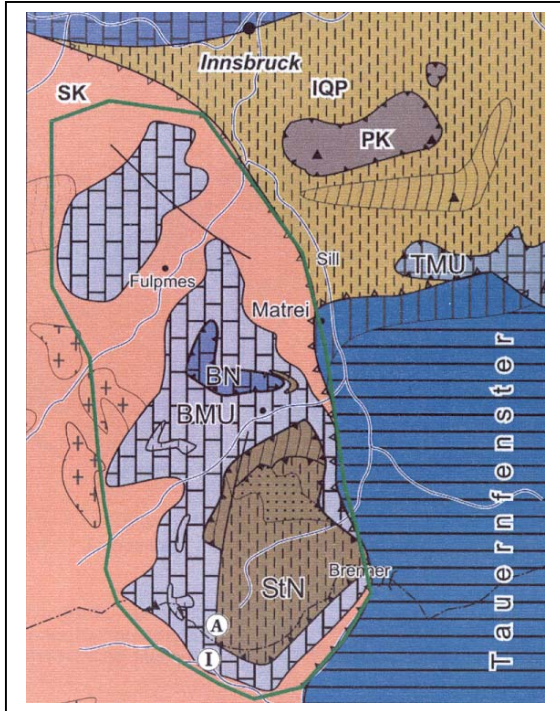 Innsbruck
SK
IQP
PK
Sill
TMU
Fulpmes
Matrei
BN
BMU
Tauernfenster
StN
Brenner
A
I